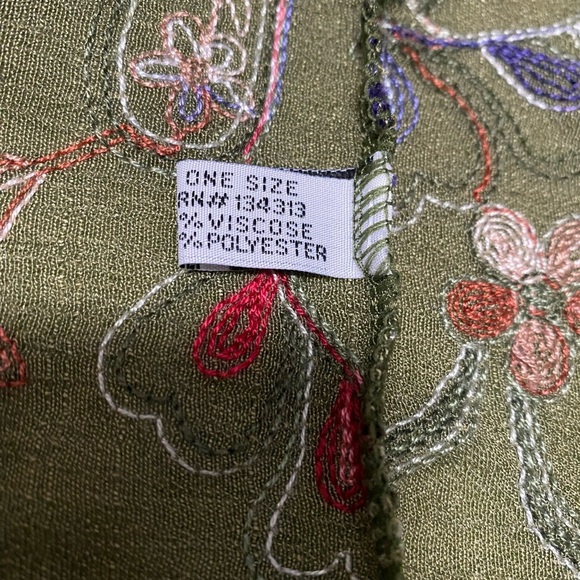 ONE SIZE
RN# 134313
% VISCOSE
% POLYESTER